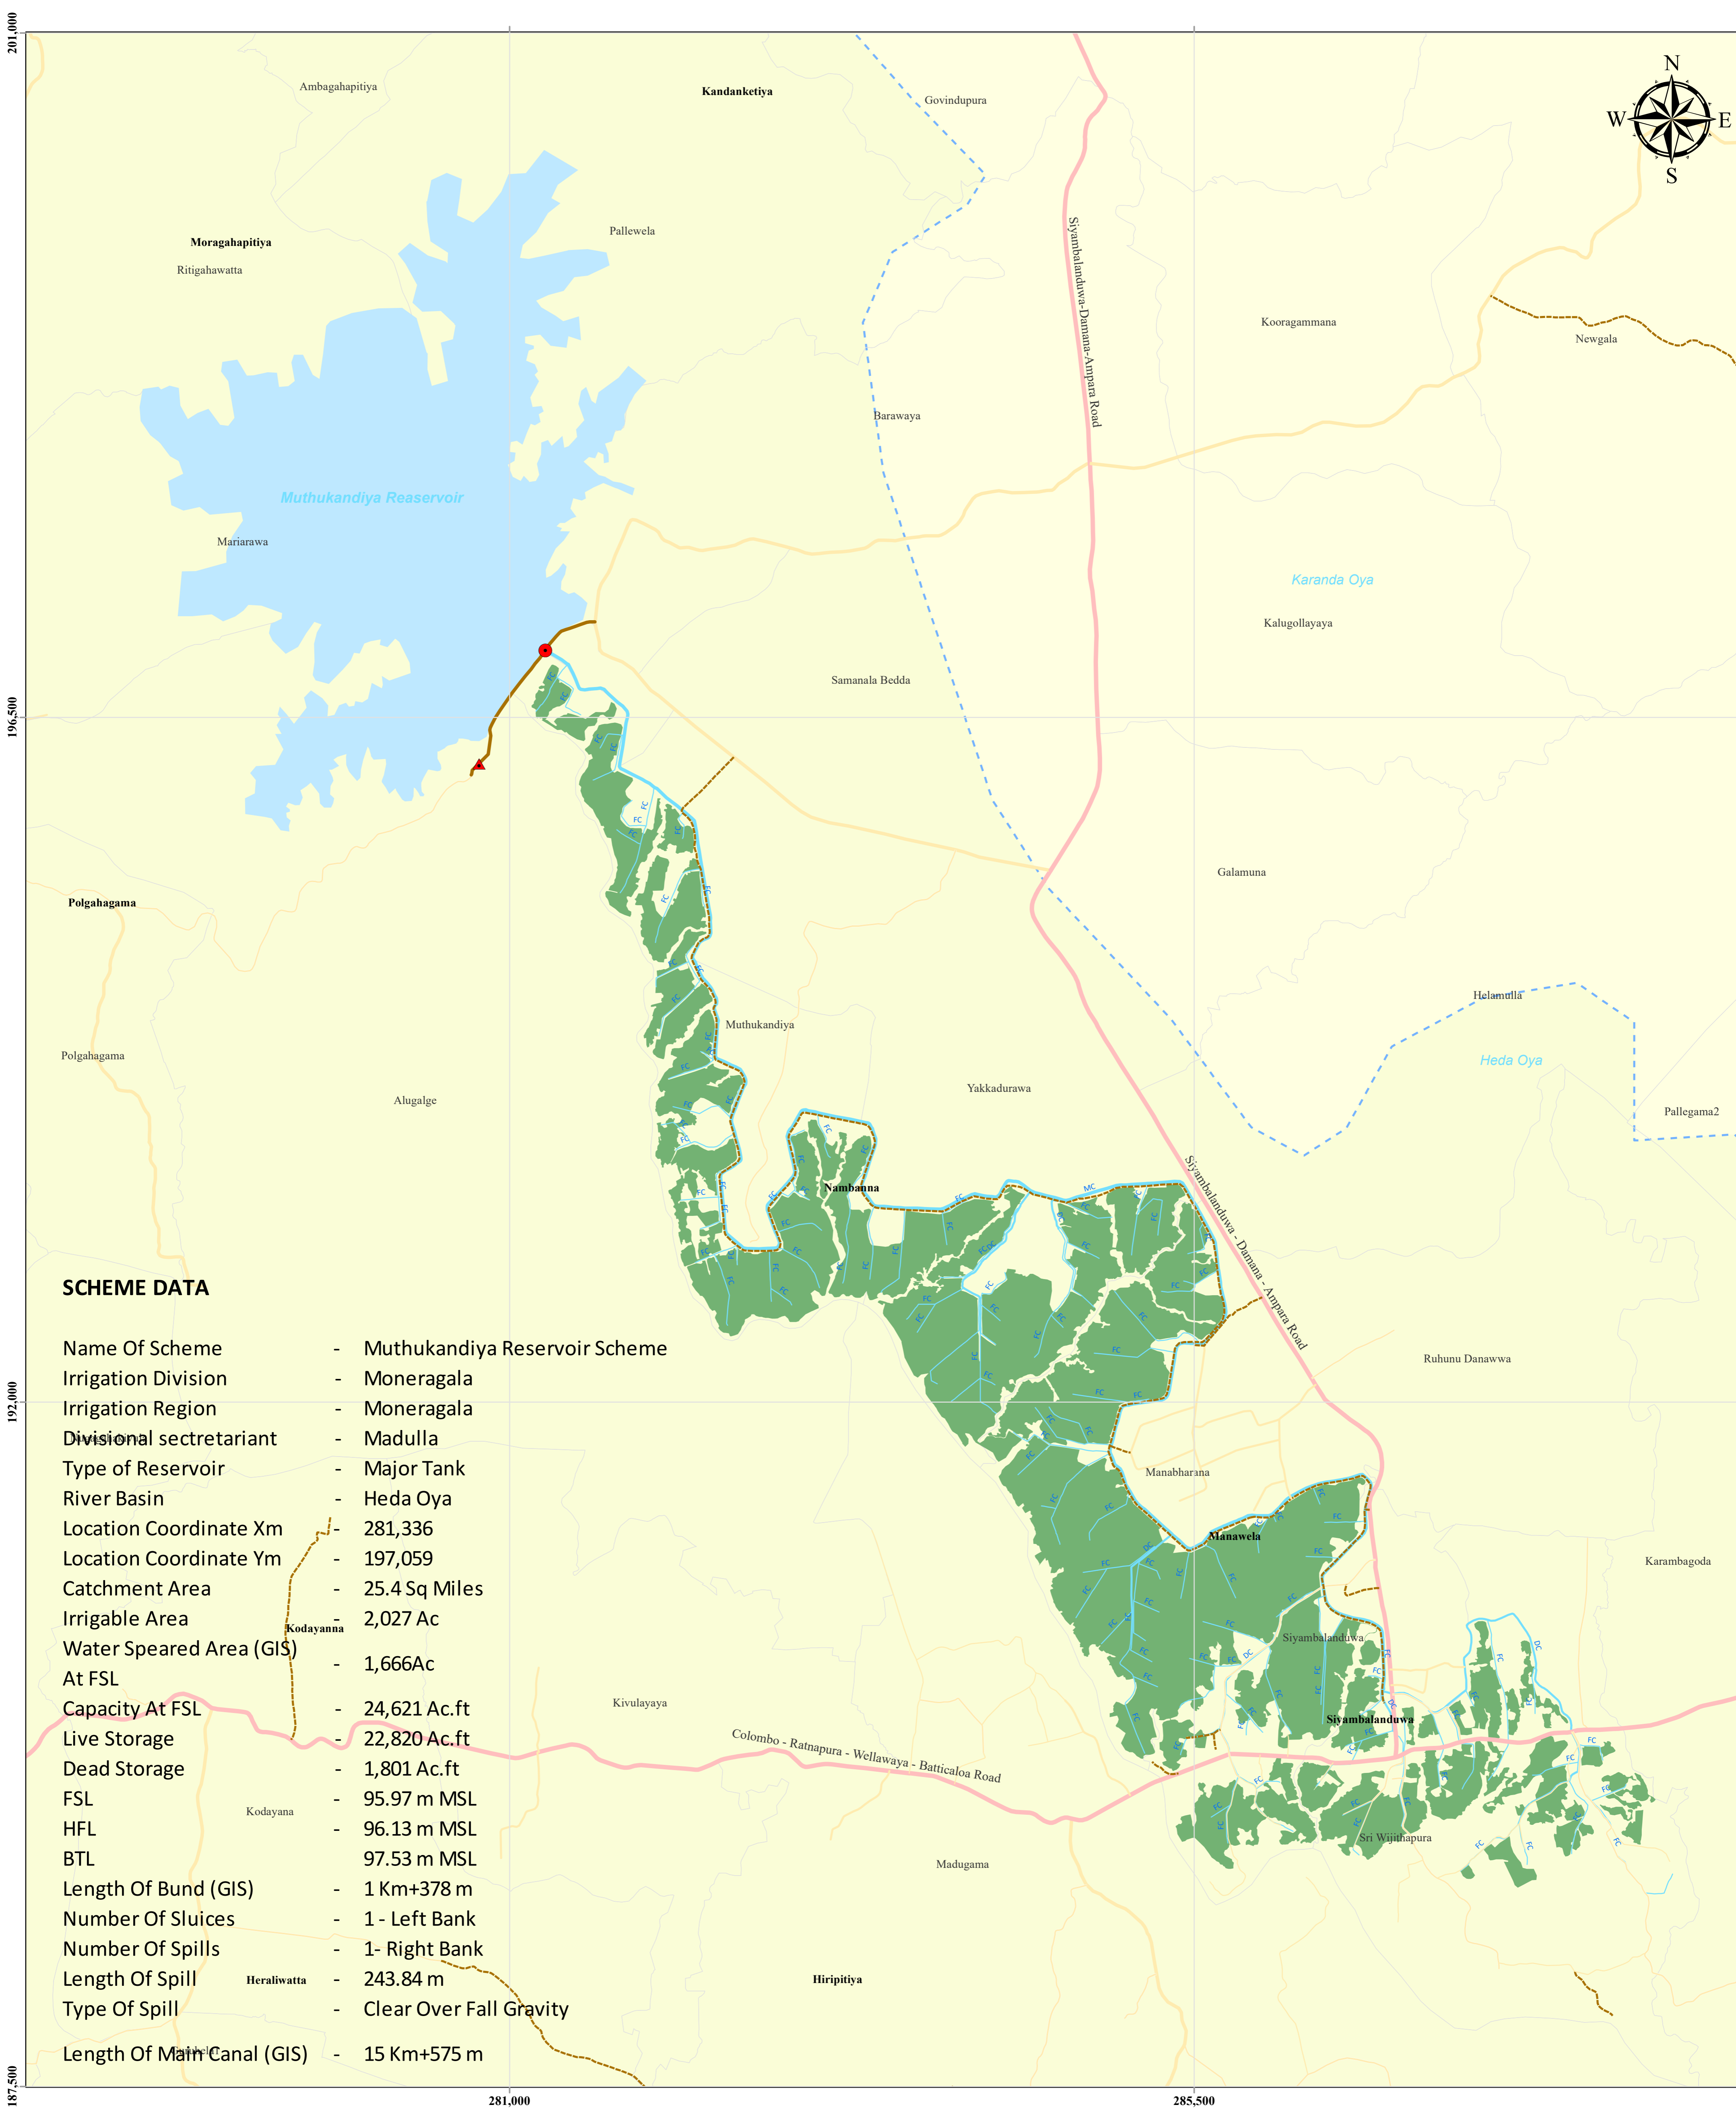 201,000
Ambagahapitiya
Kandanketiya
Govindupura
N
W E
S
Pallewela
Moragahapitiya
Ritigahawatta
Siyambalanduwa-Damana-Ampara Road
Kooragammana
Newgala
Barawaya
Muthukandiya Reaservoir
Mariarawa
Karanda Oya
Kalugollayaya
Samanala Bedda
196,500
Galamuna
Polgahagama
Helamulla
Muthukandiya
Polgahagama
Heda Oya
Yakkadurawa
Alugalge
Pallegama2
Nambanna
MC
Siyambalanduwa - Damana - Ampara Road
Ruhunu Danawwa
192,000
Manabharana
Manawela
Karambagoda
Siyambalanduwa
Siyambalanduwa
Kivulayaya
Colombo - Ratnapura - Wellawaya - Batticaloa Road
Sri Wijithapura
Madugama
Hiripitiya
Kodayanna
Kodayana
Heraliwatta
FC
DC
SCHEME DATA
Name Of Scheme - Muthukandiya Reservoir Scheme
Irrigation Division - Moneragala
Irrigation Region - Moneragala
Divisional sectretariant - Madulla
Type of Reservoir - Major Tank
River Basin - Heda Oya
Location Coordinate Xm - 281,336
Location Coordinate Ym - 197,059
Catchment Area - 25.4 Sq Miles
Irrigable Area - 2,027 Ac
Water Speared Area (GIS)
At FSL - 1,666Ac
Capacity At FSL - 24,621 Ac.ft
Live Storage - 22,820 Ac.ft
Dead Storage - 1,801 Ac.ft
FSL - 95.97 m MSL
HFL - 96.13 m MSL
BTL 97.53 m MSL
Length Of Bund (GIS) - 1 Km+378 m
Number Of Sluices - 1 - Left Bank
Number Of Spills - 1- Right Bank
Length Of Spill - 243.84 m
Type Of Spill - Clear Over Fall Gravity
Length Of Main Canal (GIS) - 15 Km+575 m
187,500
281,000
285,500